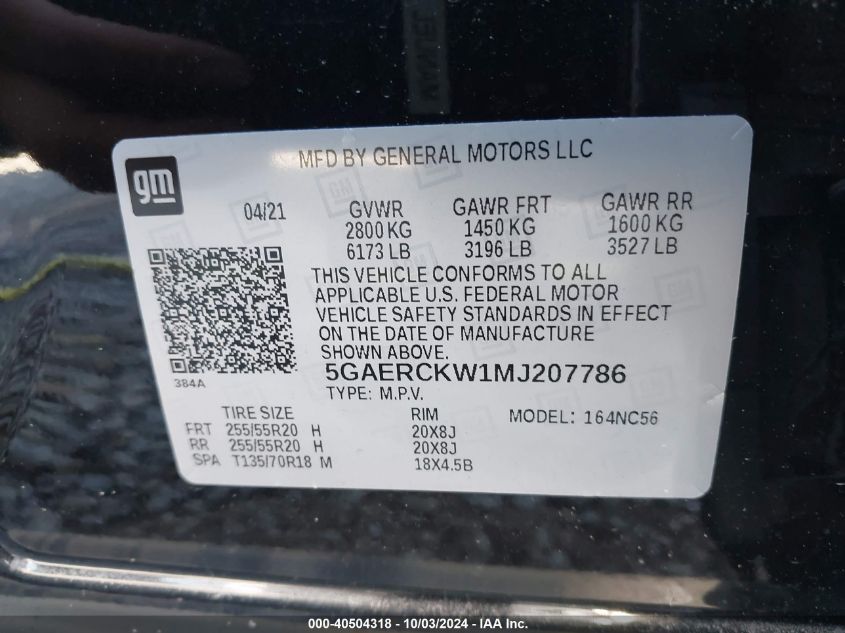 MFD BY GENERAL MOTORS LLC
gm
04/21 GVWR GAWR FRT GAWR RR
2800 KG 1450 KG 1600 KG
6173 LB 3196 LB 3527 LB
THIS VEHICLE CONFORMS TO ALL
APPLICABLE U.S. FEDERAL MOTOR
VEHICLE SAFETY STANDARDS IN EFFECT
ON THE DATE OF MANUFACTURE
SHOWN ABOVE.
384A
5GAERCKW1MJ207786
TYPE: M.P.V.
TIRE SIZE RIM MODEL: 164NC56
FRT 255/55R20 H 20X8J
RR 255/55R20 H 20X8J
SPA T135/70R18 M 18X4.5B
000-40504318 - 10/03/2024 - IMS5.